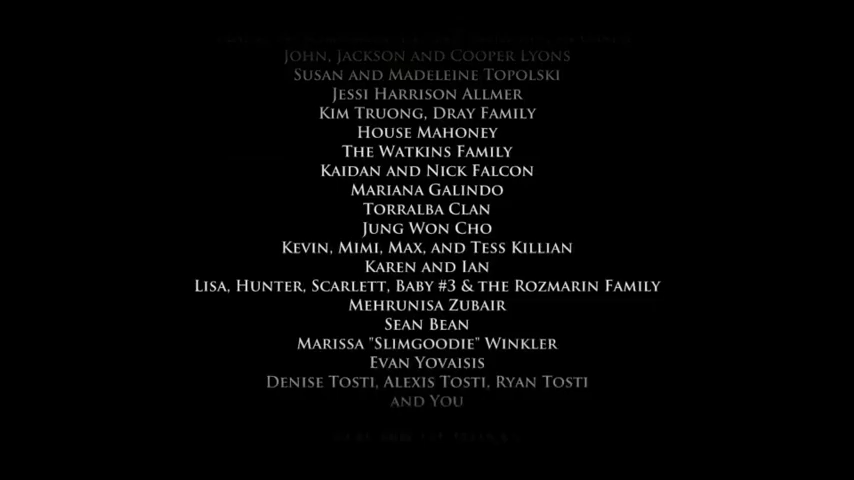 John, Jackson and Cooper Lyons
Susan and Madeleine Topolski
Jessi Harrison Allmer
Kim Truong, Dray Family
House Mahoney
The Watkins Family
Kaidan and Nick Falcon
Mariana Galindo
Torralba Clan
Jung Won Cho
Kevin, Mimi, Max, and Tess Killian
Karen and Ian
Lisa, Hunter, Scarlett, Baby #3 & the Rozmarin Family
Mehrunisa Zubair
Sean Bean
Marissa "Slimgoodie" Winkler
Evan Yovaisis
Denise Tosti, Alexis Tosti, Ryan Tosti
and You